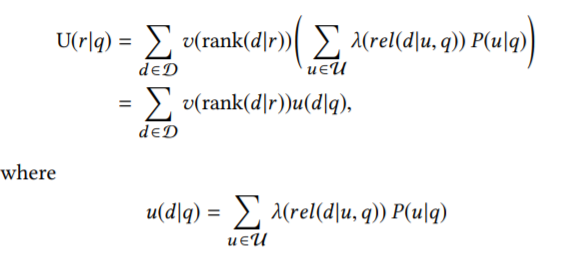 U(r|q) = ∑_{d∈𝒟} v(rank(d|r)) ( ∑_{u∈𝒰} λ(rel(d|u, q)) P(u|q) )
= ∑_{d∈𝒟} v(rank(d|r))u(d|q),
where
u(d|q) = ∑_{u∈𝒰} λ(rel(d|u, q)) P(u|q)